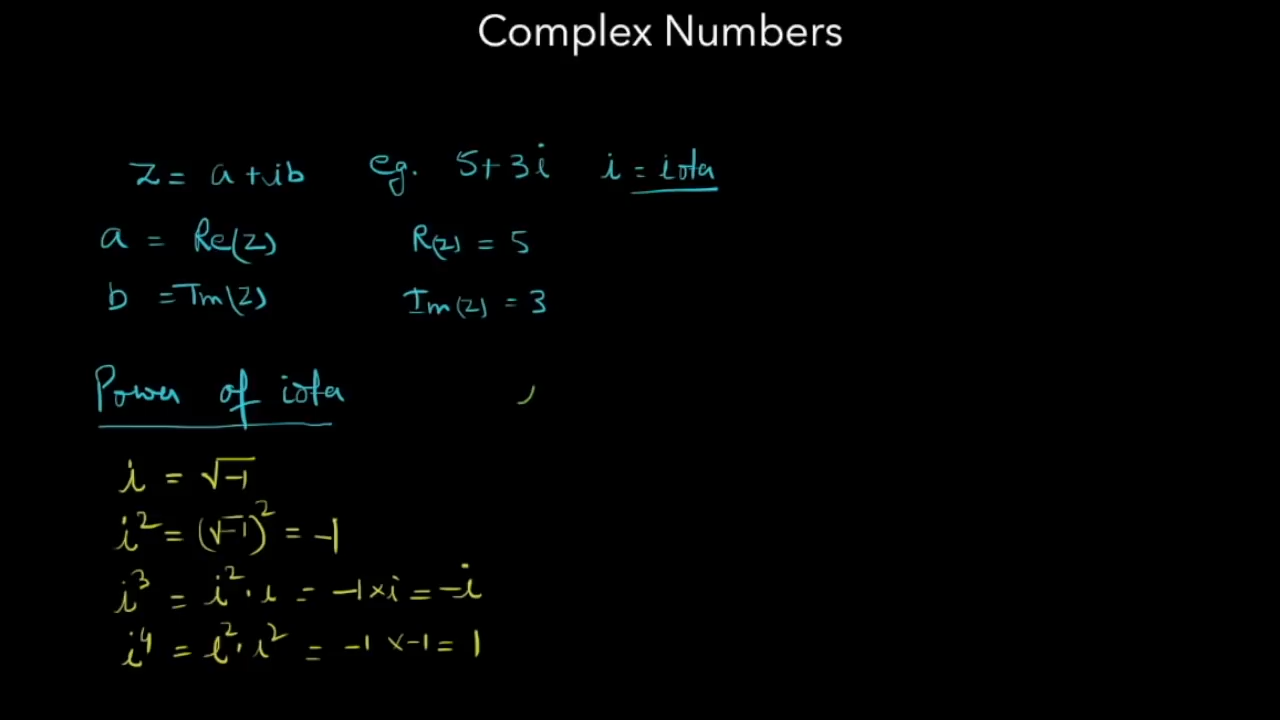 Complex Numbers
z = a + ib eg. 5 + 3i i = iota
a = Re(z) R(z) = 5
b = Im(z) Im(z) = 3
Power of iota
i = √-1
i² = (√-1)² = -1
i³ = i² · i = -1 × i = -i
i⁴ = i² · i² = -1 × -1 = 1